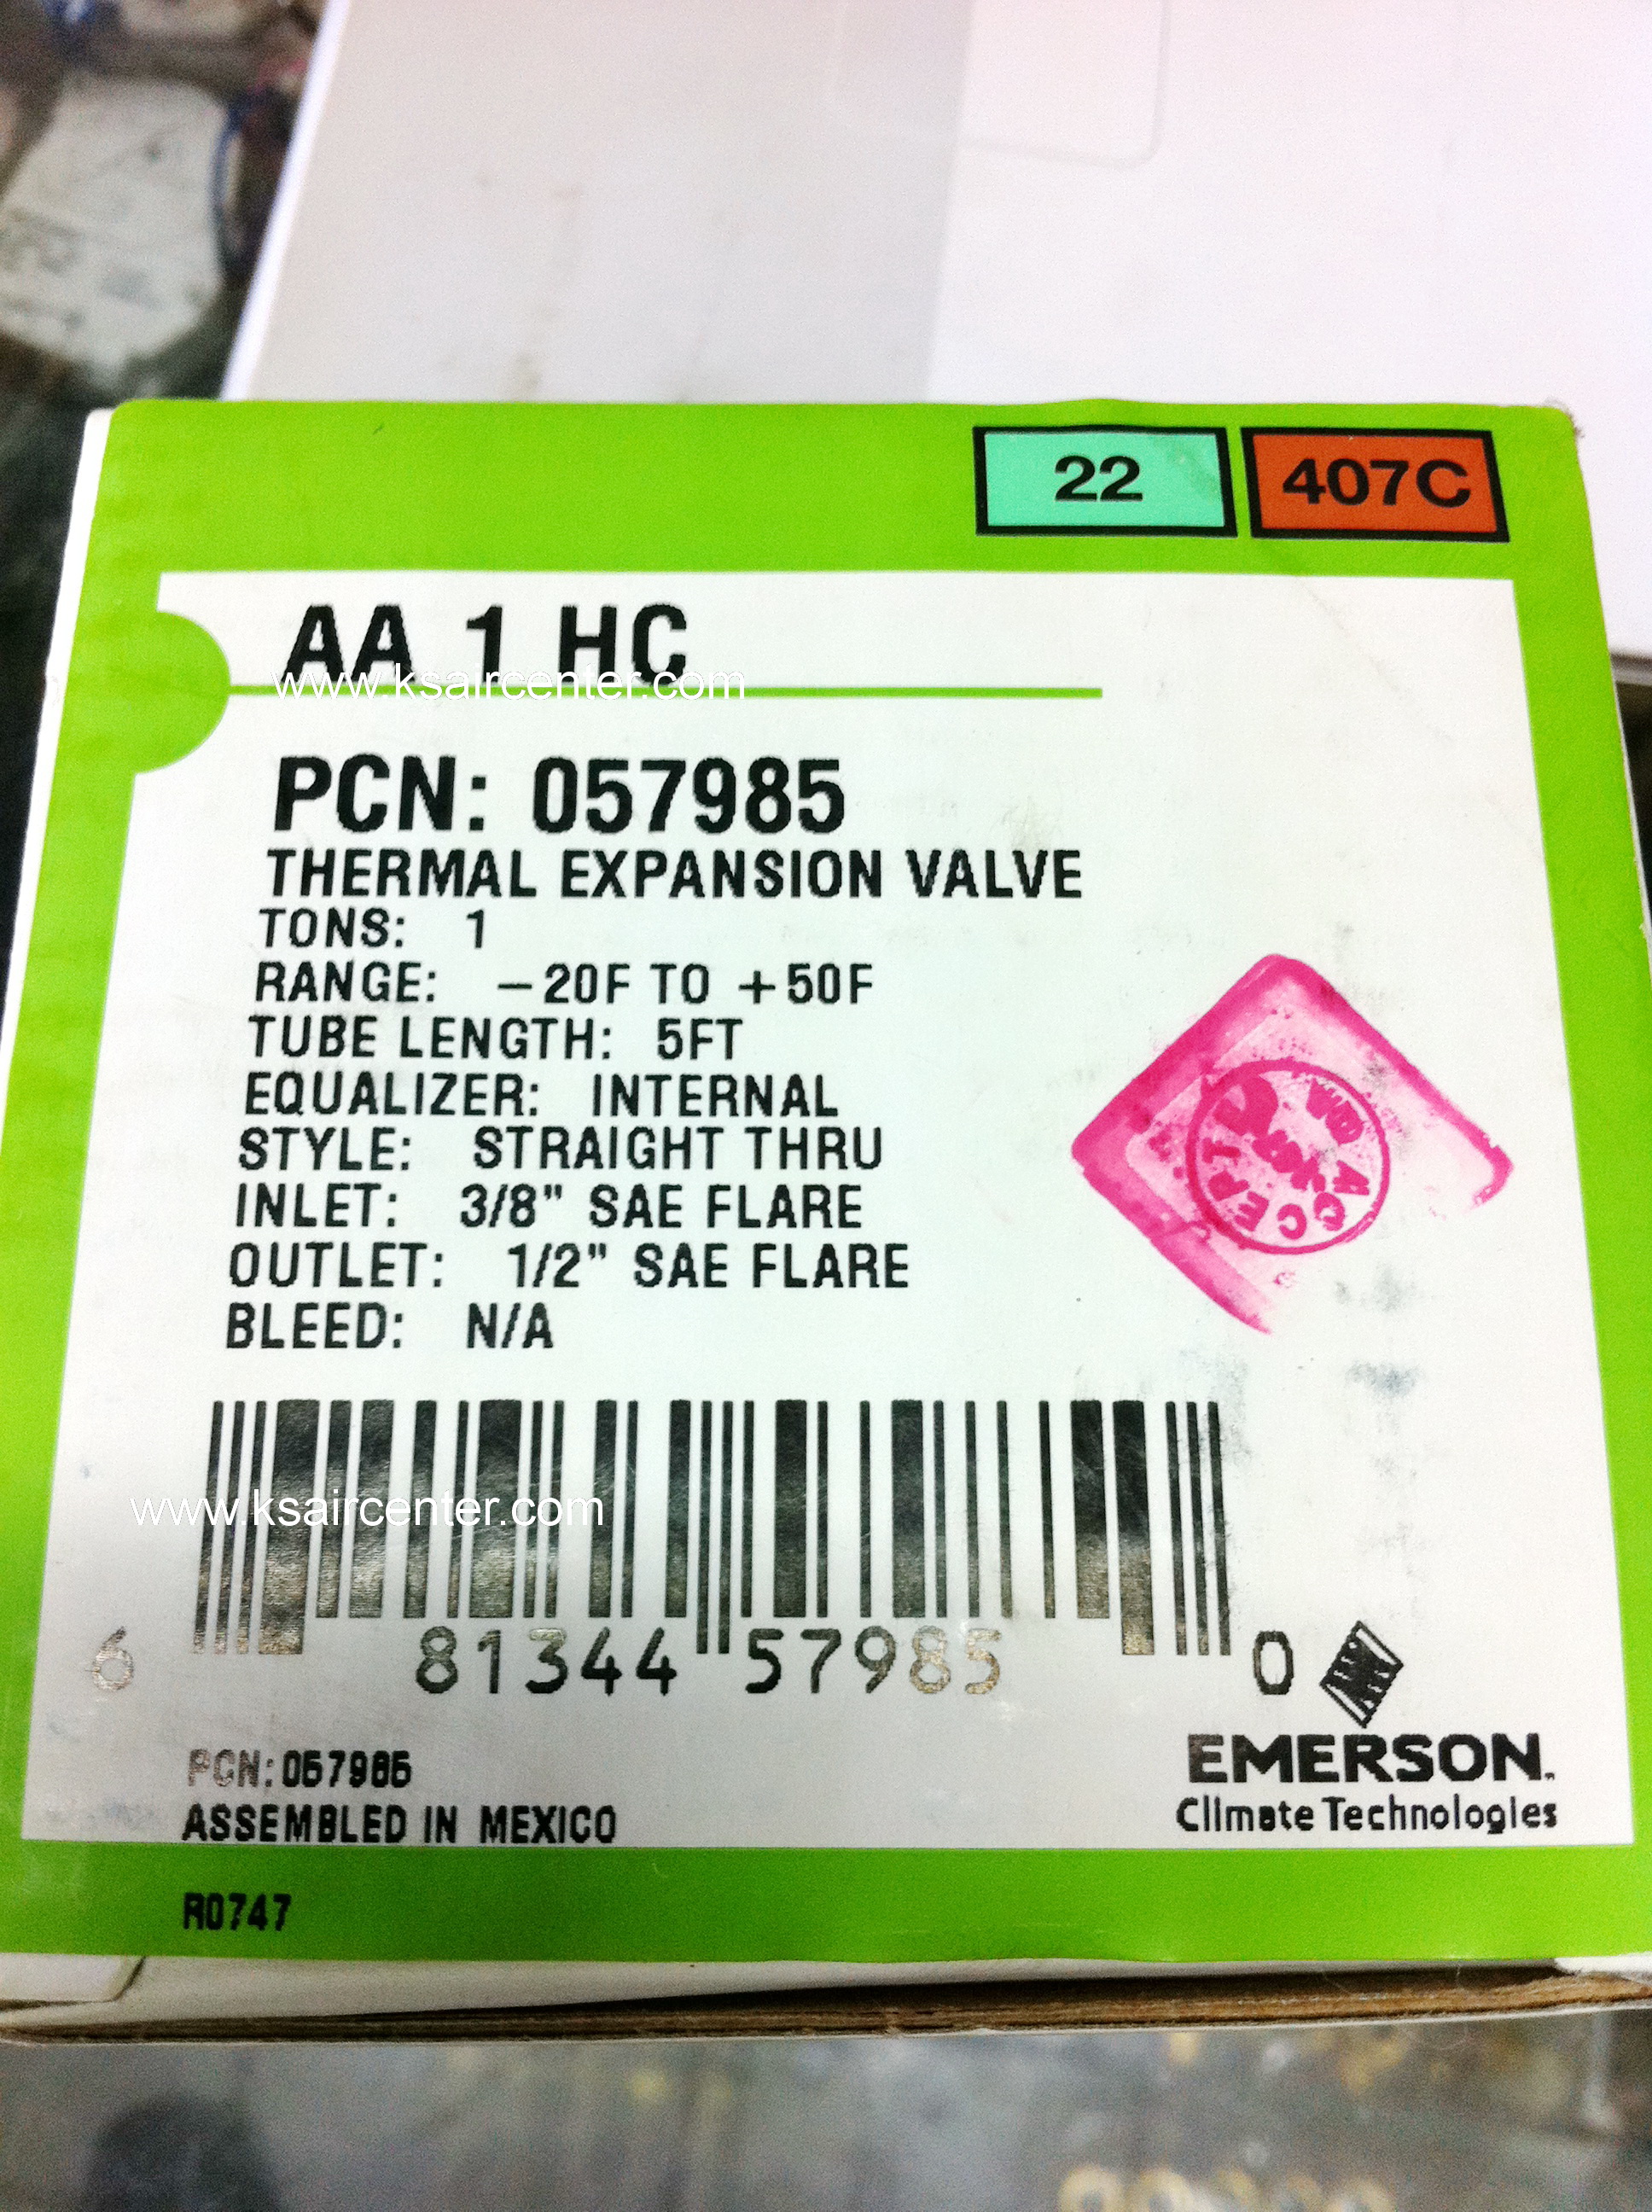 22 407C
AA 1 HC
www.ksaircenter.com
PCN: 057985
THERMAL EXPANSION VALVE
TONS: 1
RANGE: -20F TO +50F
TUBE LENGTH: 5FT
EQUALIZER: INTERNAL
STYLE: STRAIGHT THRU
INLET: 3/8" SAE FLARE
OUTLET: 1/2" SAE FLARE
BLEED: N/A
www.ksaircenter.com
6 81344 57985 0
EMERSON
Climate Technologies
PCN:057985
ASSEMBLED IN MEXICO
R0747